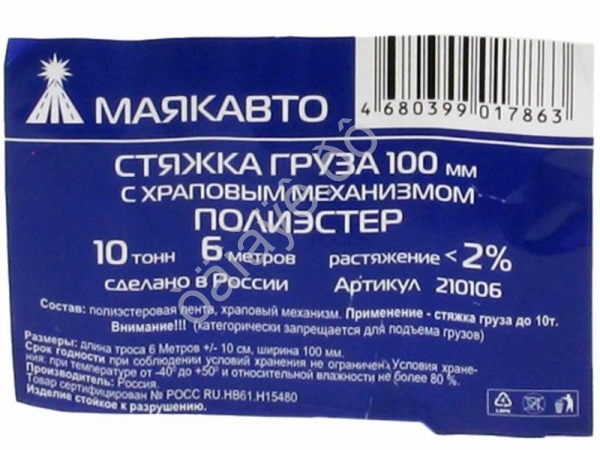 МАЯКАВТО
4 680399 017863
СТЯЖКА ГРУЗА 100 мм
С ХРАПОВЫМ МЕХАНИЗМОМ
ПОЛИЭСТЕР
10 тонн 6 метров растяжение <2%
сделано в России Артикул 210106
Состав: полиэстеровая лента, храповый механизм. Применение - стяжка груза до 10т.
Внимание!!! (категорически запрещается для подъема грузов)
Размеры: длина троса 6 Метров +/- 10 см, ширина 100 мм.
Срок годности при соблюдении условий хранения не ограничен. Условия хране-
ния: при температуре от -40⁰ до +50⁰ и относительной влажности не более 80 %.
Производитель: Россия.
Товар сертифицирован № РОСС RU.НВ61.Н15480
Изделие стойкое к разрушению.